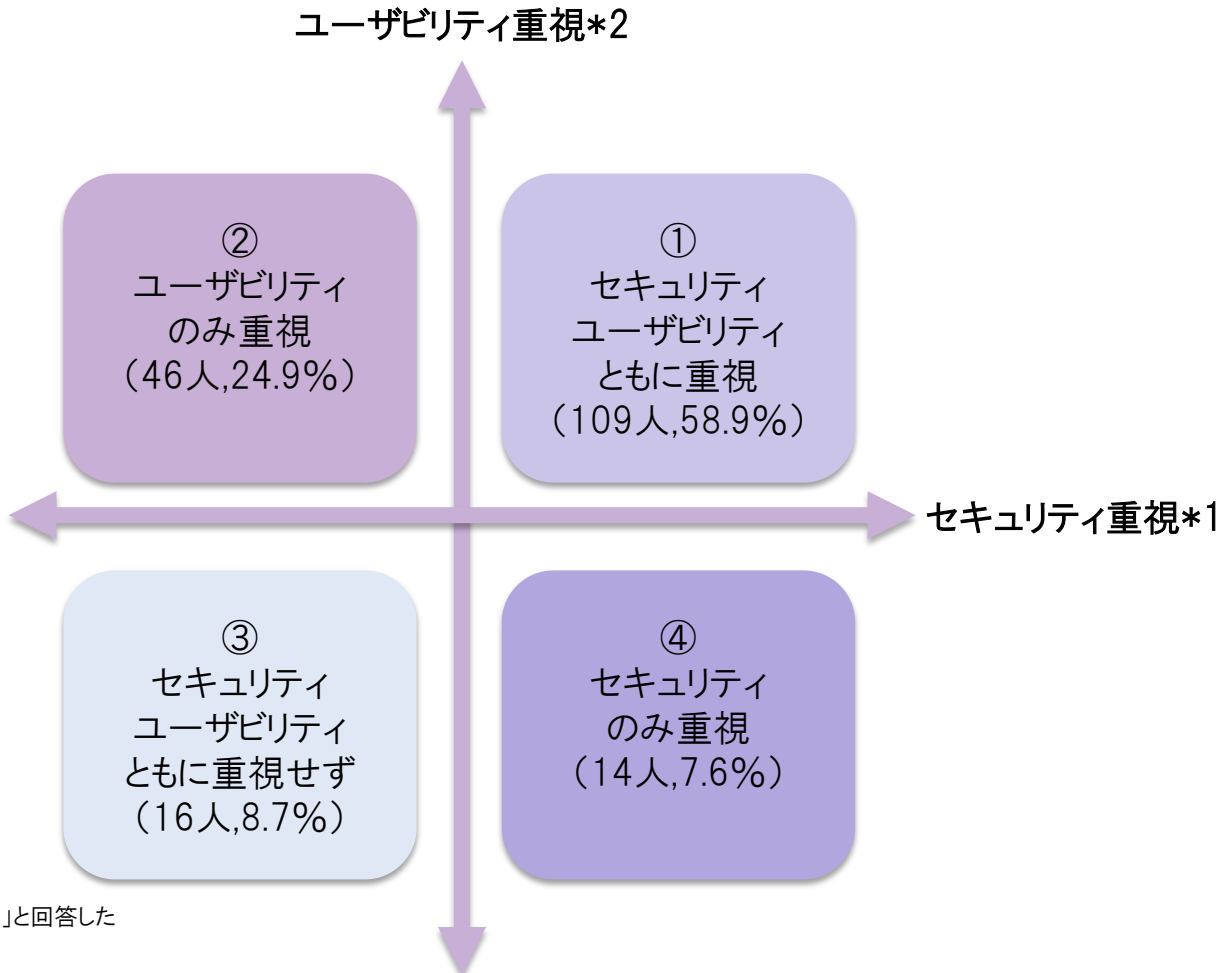 ユーザビリティ重視*2
②
ユーザビリティ
のみ重視
(46人,24.9%)
①
セキュリティ
ユーザビリティ
ともに重視
(109人,58.9%)
セキュリティ重視*1
③
セキュリティ
ユーザビリティ
ともに重視せず
(16人,8.7%)
④
セキュリティ
のみ重視
(14人,7.6%)
」と回答した